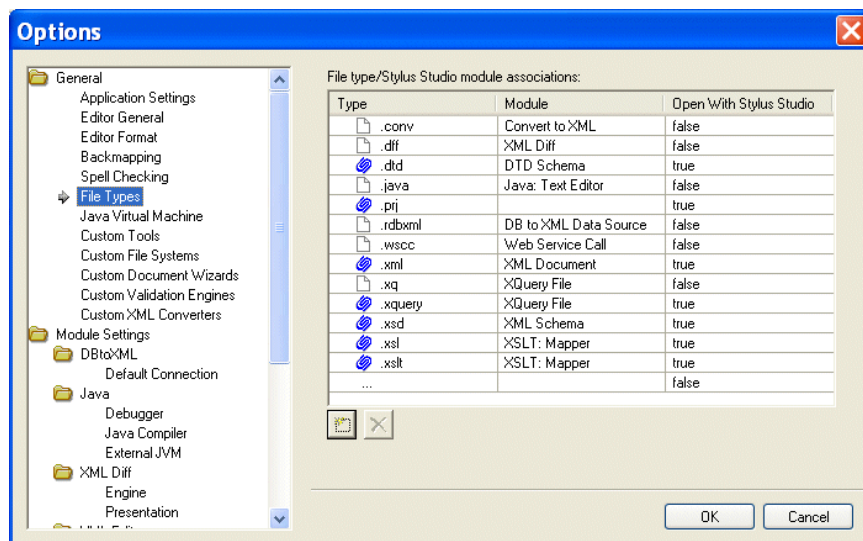 Options
General
Application Settings
Editor General
Editor Format
Backmapping
Spell Checking
File Types
Java Virtual Machine
Custom Tools
Custom File Systems
Custom Document Wizards
Custom Validation Engines
Custom XML Converters
Module Settings
DBtoXML
Default Connection
Java
Debugger
Java Compiler
External JVM
XML Diff
Engine
Presentation
File type/Stylus Studio module associations:
Type Module Open With Stylus Studio
.conv Convert to XML false
.dff XML Diff false
.dtd DTD Schema true
.java Java: Text Editor false
.prj true
.rdbxml DB to XML Data Source false
.wscc Web Service Call false
.xml XML Document true
.xq XQuery File false
.xquery XQuery File true
.xsd XML Schema true
.xsl XSLT: Mapper true
.xslt XSLT: Mapper true
... false
OK Cancel